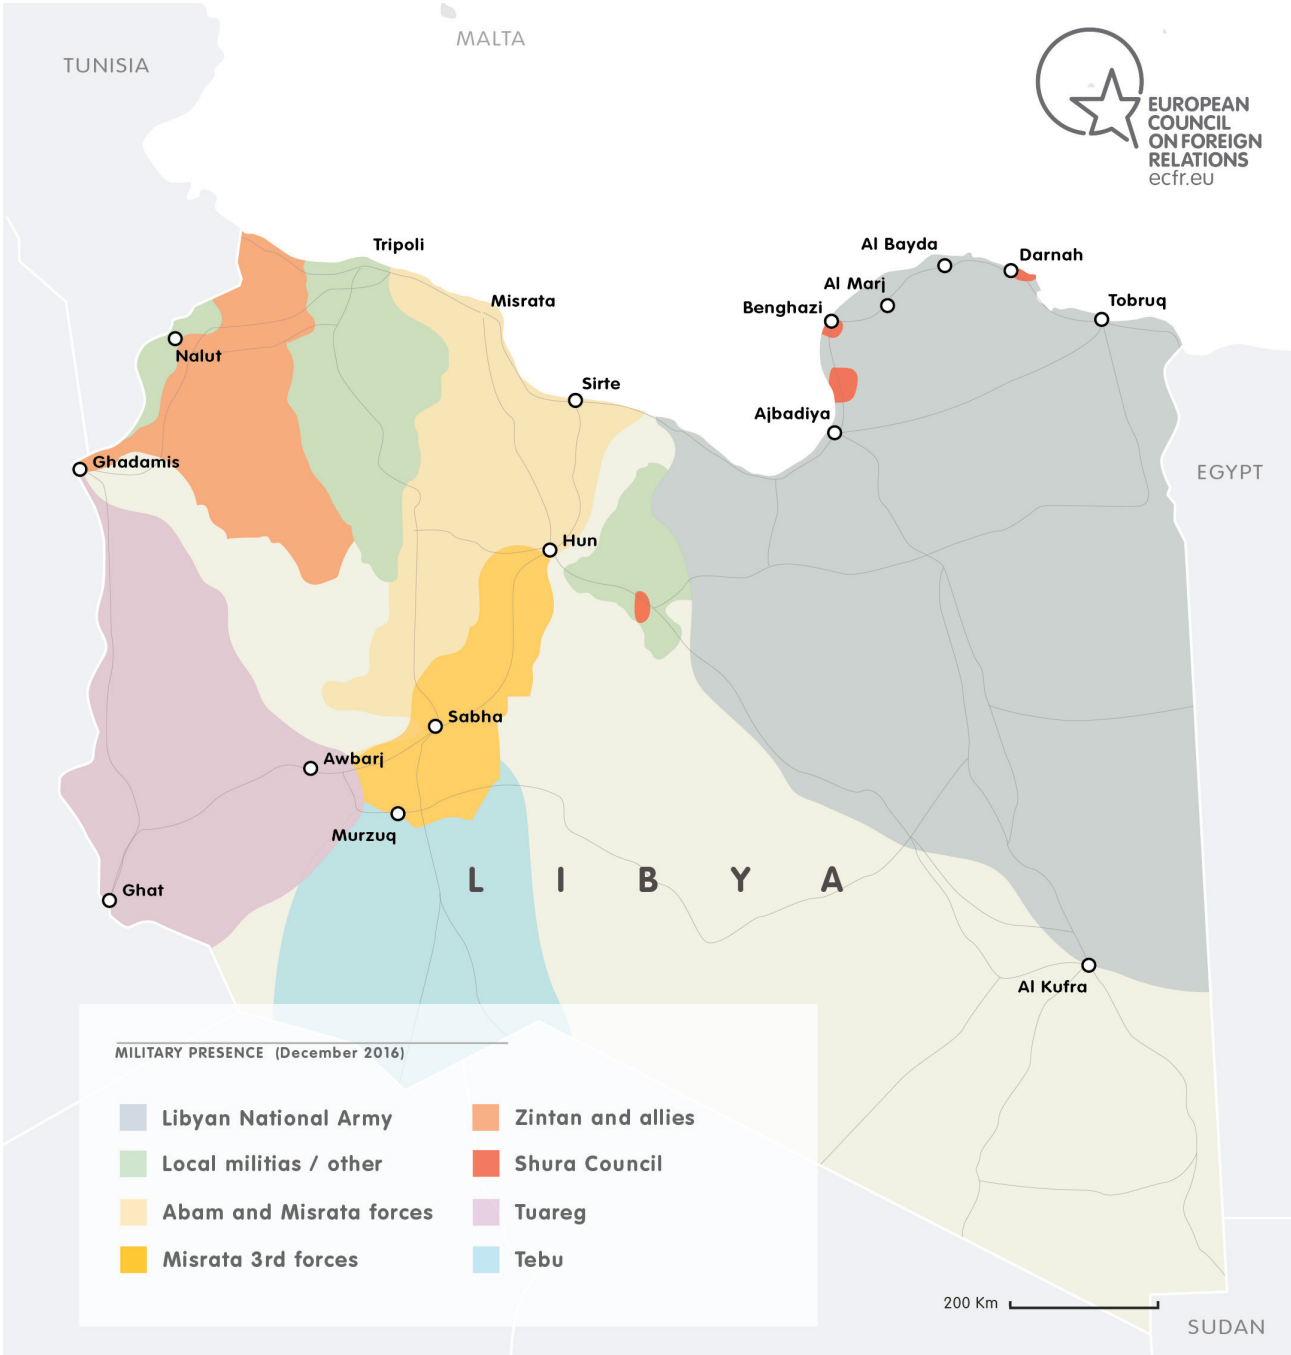 MALTA
TUNISIA
EUROPEAN
COUNCIL
ON FOREIGN
RELATIONS
ecfr.eu
Tripoli
Al Bayda
Darnah
Al Marj
Misrata
Benghazi
Tobruq
Nalut
Sirte
Ajbadiya
Ghadamis
EGYPT
Hun
Sabha
Awbarj
Murzuq
LIBYA
Ghat
Al Kufra
MILITARY PRESENCE (December 2016)
Libyan National Army
Zintan and allies
Local militias / other
Shura Council
Abam and Misrata forces
Tuareg
Misrata 3rd forces
Tebu
200 Km
SUDAN